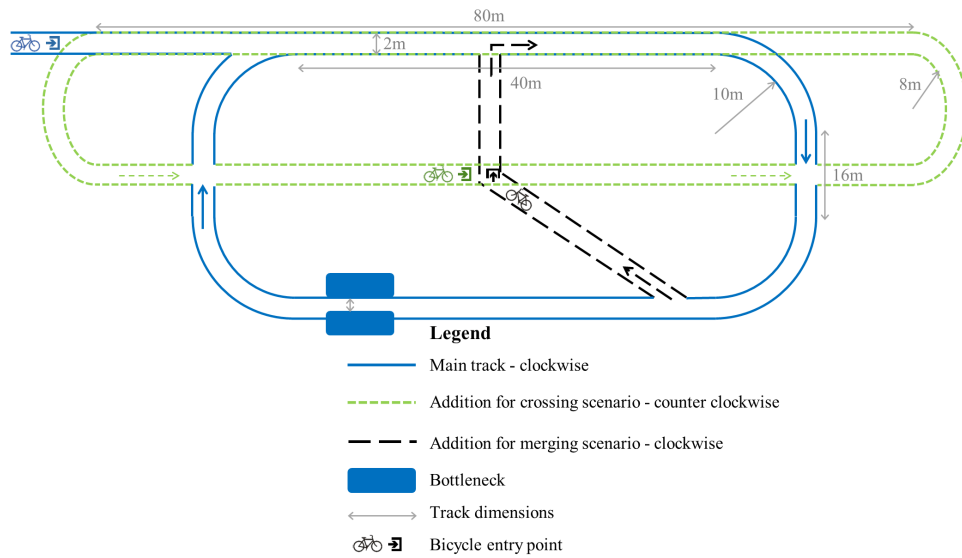 80m
2m
40m
10m
8m
16m
Legend
Main track - clockwise
Addition for crossing scenario - counter clockwise
Addition for merging scenario - clockwise
Bottleneck
Track dimensions
Bicycle entry point